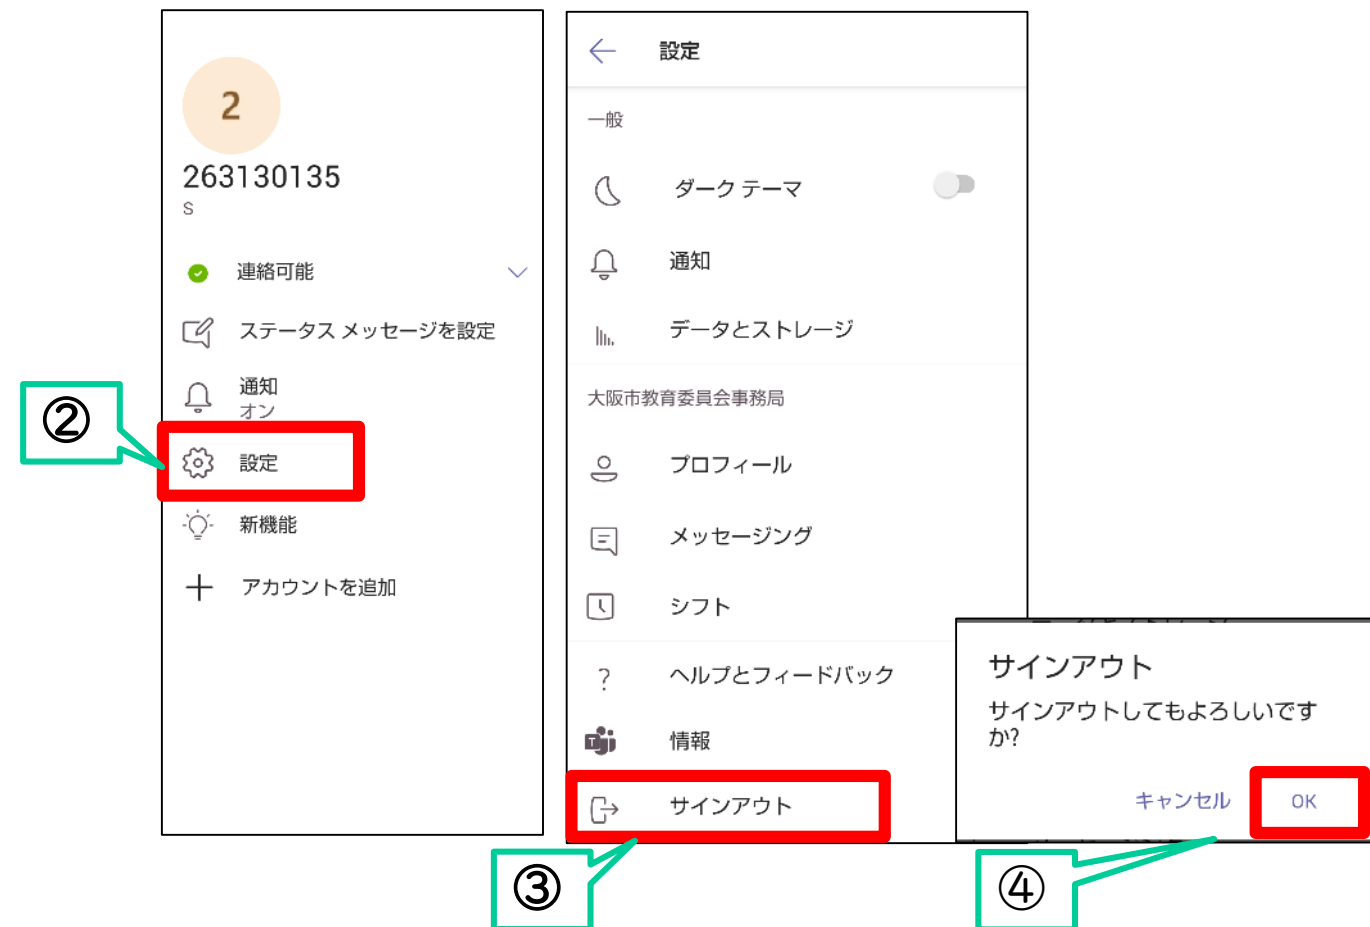 2
263130135
S
連絡可能
ステータス メッセージを設定
通知
オン
②
設定
新機能
アカウントを追加
設定
一般
ダーク テーマ
通知
データとストレージ
大阪市教育委員会事務局
プロフィール
メッセージング
シフト
ヘルプとフィードバック
情報
サインアウト
③
サインアウト
サインアウトしてもよろしいです
か?
キャンセル OK
④